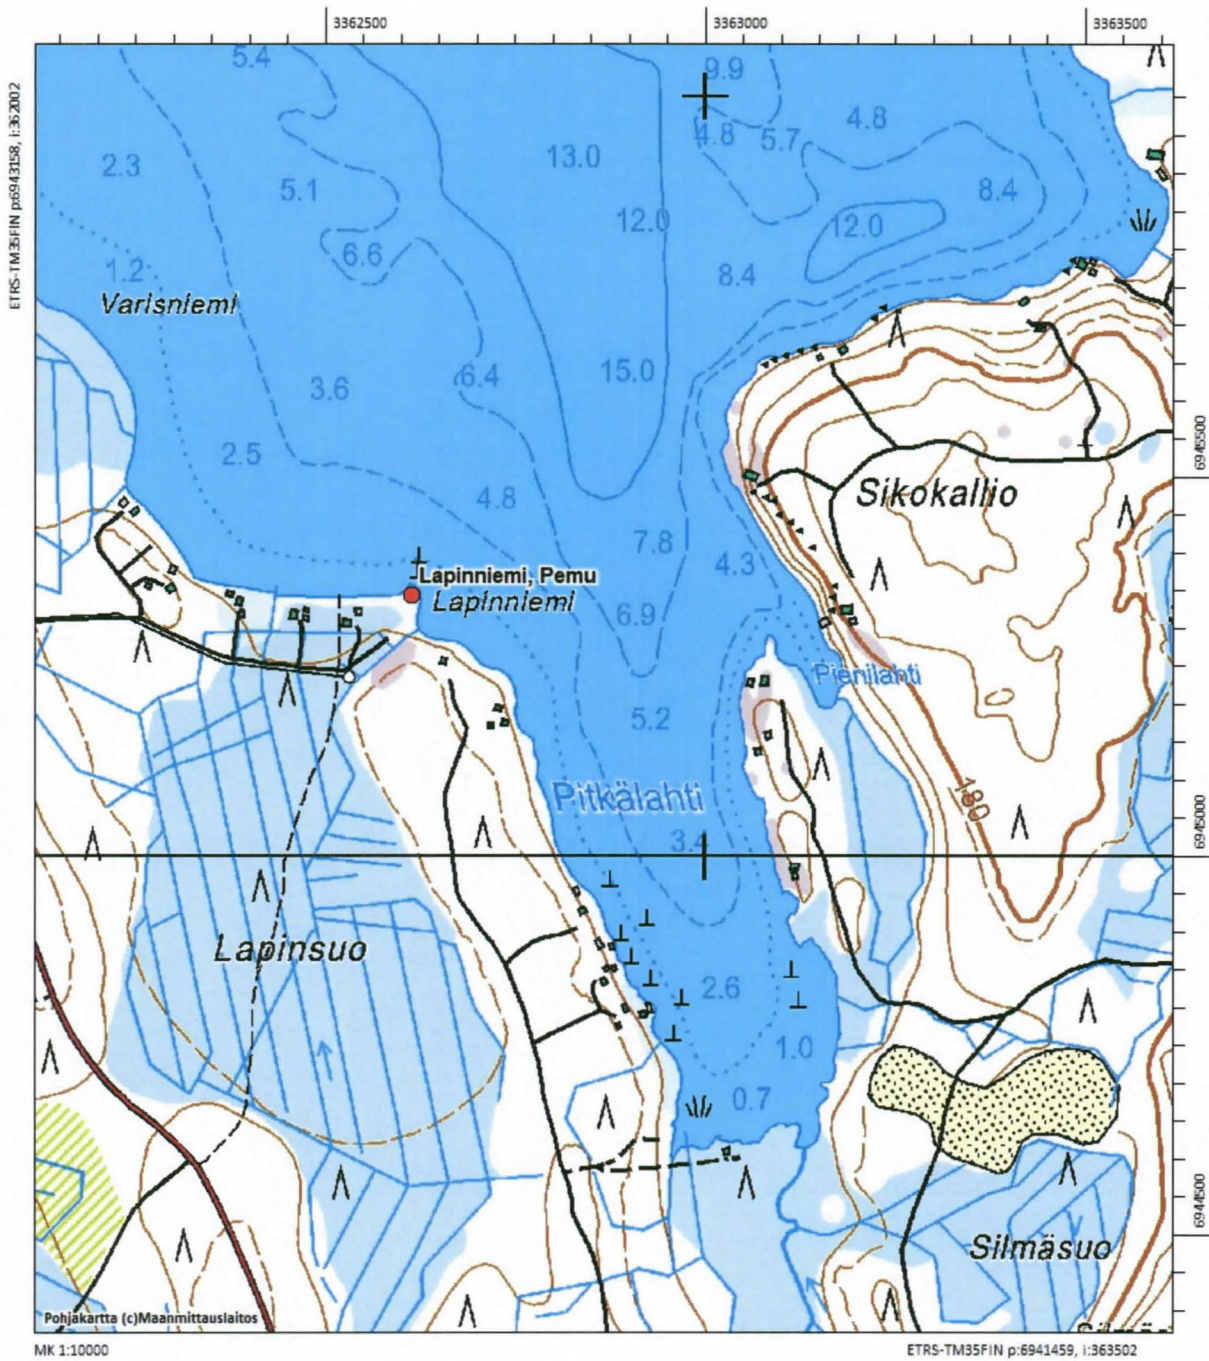 3362500
3363000
3363500
ETRS-TM35FIN p:6943158, i:362002
5.4
9.9
4.8
5.7
4.8
2.3
13.0
5.1
8.4
12.0
12.0
6.6
1.2
8.4
Varisniemi
6.4
15.0
3.6
6945500
2.5
4.8
Sikokallio
7.8
4.3
Lapinniemi, Pemu
Lapinniemi
6.9
Pienilahti
5.2
Pitkälahti
180
6945000
3.4
Lapinsuo
2.6
1.0
0.7
6944500
Silmäsuo
Pohjakartta (c)Maanmittauslaitos
MK 1:10000
ETRS-TM35FIN p:6941459, i:363502